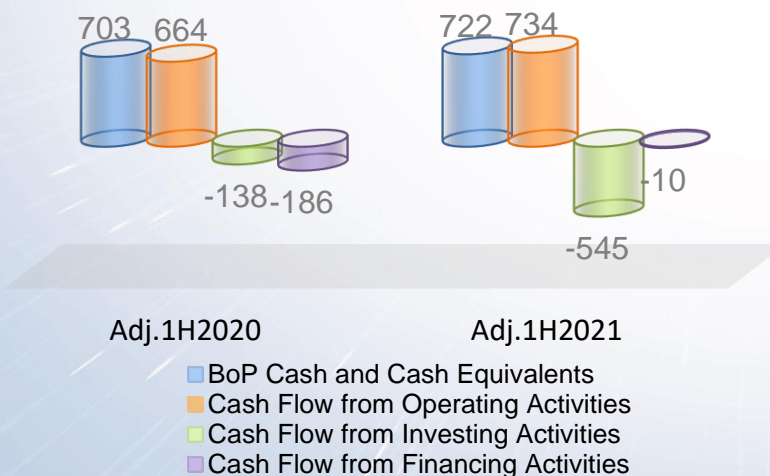 703 664 722 734
-138 -186 -10
-545
Adj.1H2020 Adj.1H2021
BoP Cash and Cash Equivalents
Cash Flow from Operating Activities
Cash Flow from Investing Activities
Cash Flow from Financing Activities